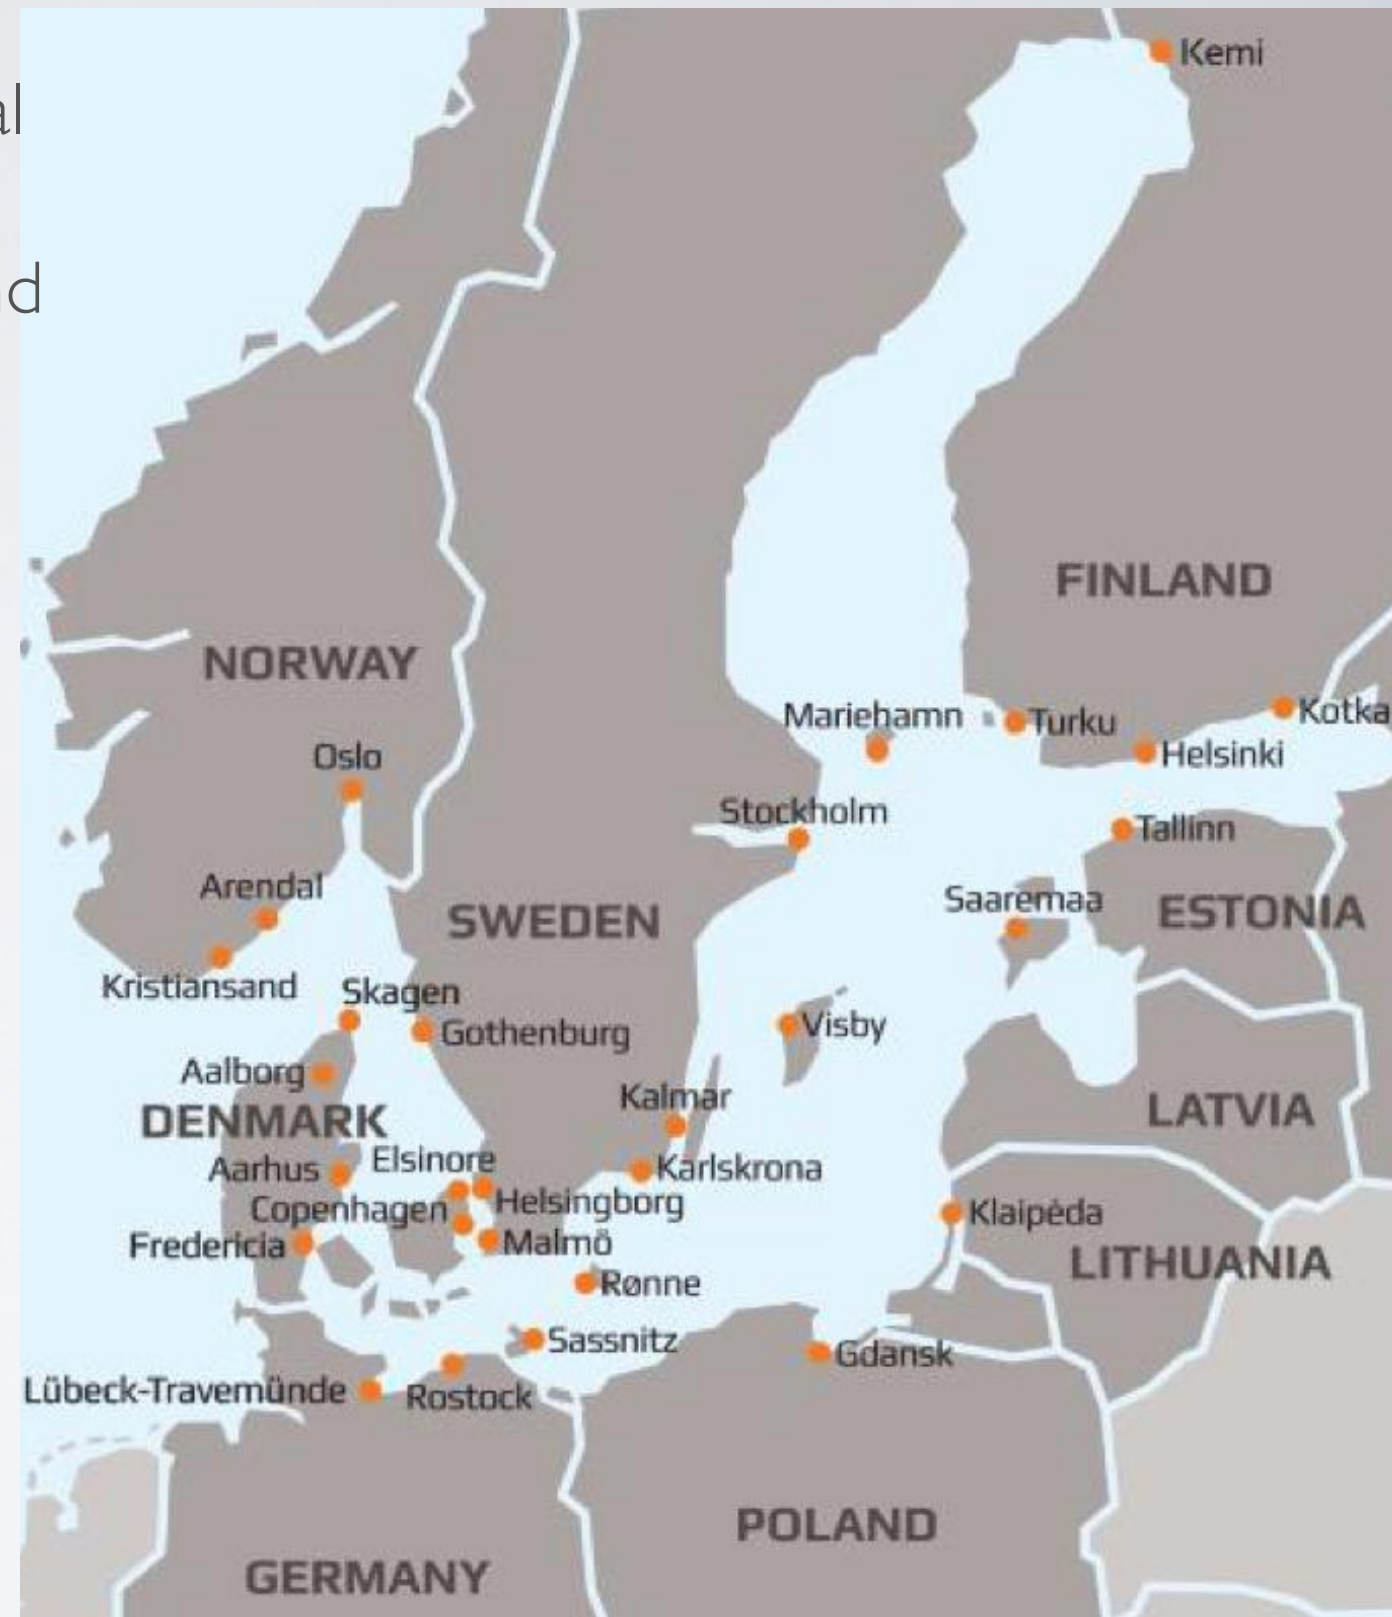 al
nd
Kemi
FINLAND
NORWAY
Mariehamn
Turku
Kotka
Oslo
Helsinki
Stockholm
Tallinn
Arendal
Saaremaa
SWEDEN
ESTONIA
Kristiansand
Skagen
Gothenburg
Visby
Aalborg
Kalmar
DENMARK
LATVIA
Aarhus
Elsinore
Karlskrona
Copenhagen
Helsingborg
Klaipėda
Fredericia
Malmö
LITHUANIA
Rønne
Sassnitz
Gdansk
Lübeck-Travemünde
Rostock
POLAND
GERMANY